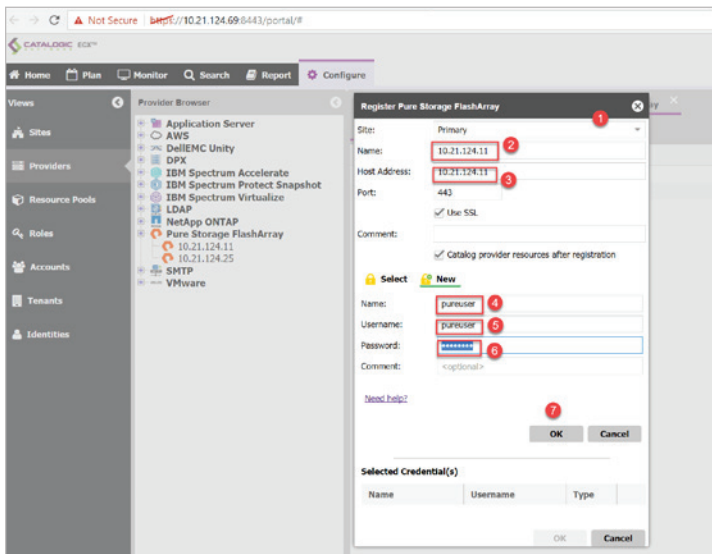 Not Secure https://10.21.124.69:8443/portal/#
CATALOGIC ECX™
Home Plan Monitor Search Report Configure
Views
Sites
Providers
Resource Pools
Roles
Accounts
Tenants
Identities
Provider Browser
Application Server
AWS
DellEMC Unity
DPX
IBM Spectrum Accelerate
IBM Spectrum Protect Snapshot
IBM Spectrum Virtualize
LDAP
NetApp ONTAP
Pure Storage FlashArray
10.21.124.11
10.21.124.25
SMTP
VMware
Register Pure Storage FlashArray
1
Site: Primary
Name: 10.21.124.11 2
Host Address: 10.21.124.11 3
Port: 443
Use SSL
Comment:
Catalog provider resources after registration
Select New
Name: pureuser 4
Username: pureuser 5
Password: •••••••• 6
Comment: <optional>
Need help?
7
OK Cancel
Selected Credential(s)
Name Username Type
OK Cancel